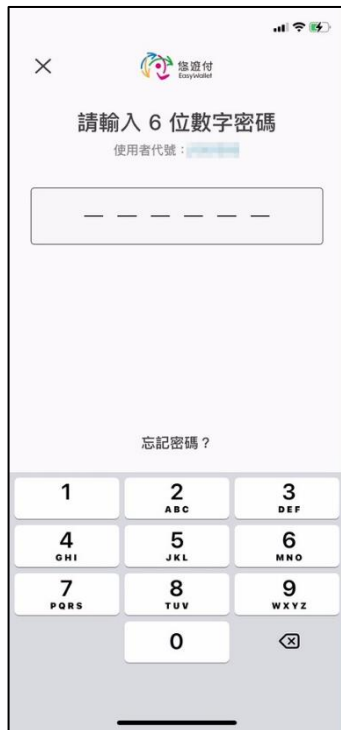 悠遊付
EasyWallet
請輸入 6 位數字密碼
使用者代號：
忘記密碼？
1
2
ABC
3
DEF
4
GHI
5
JKL
6
MNO
7
PQRS
8
TUV
9
WXYZ
0